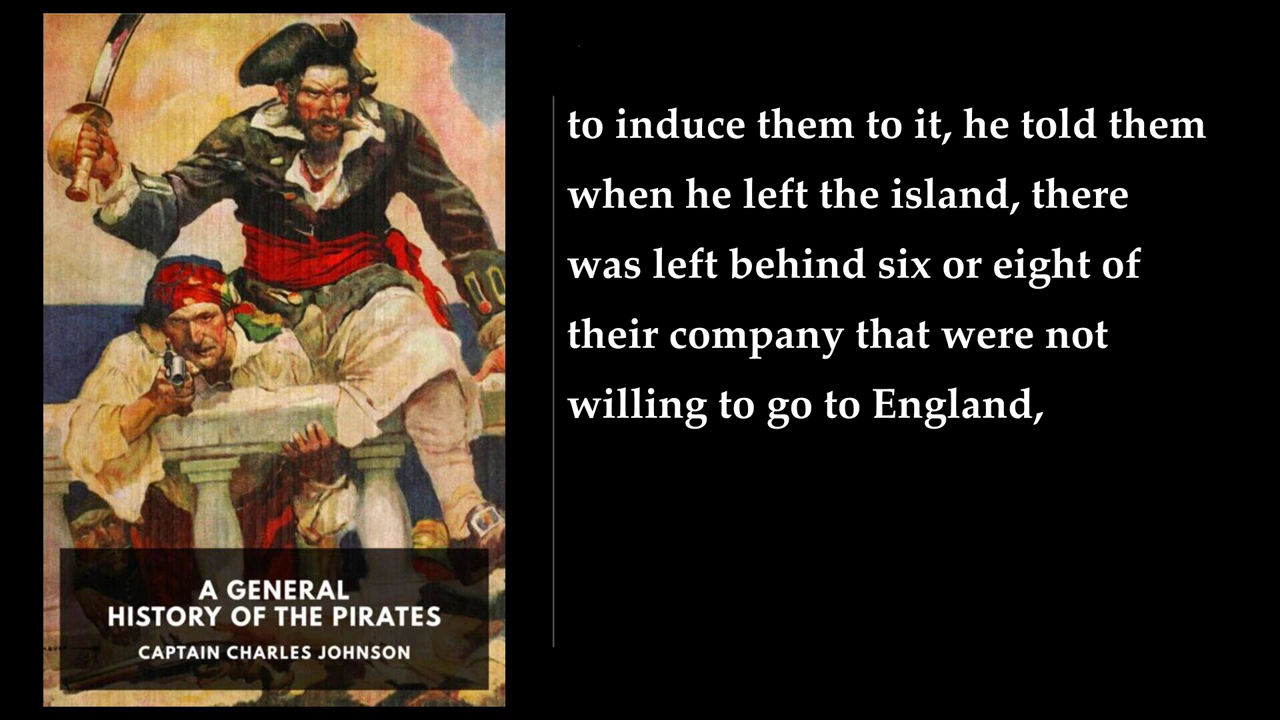 to induce them to it, he told them
when he left the island, there
was left behind six or eight of
their company that were not
willing to go to England,
A GENERAL
HISTORY OF THE PIRATES
CAPTAIN CHARLES JOHNSON